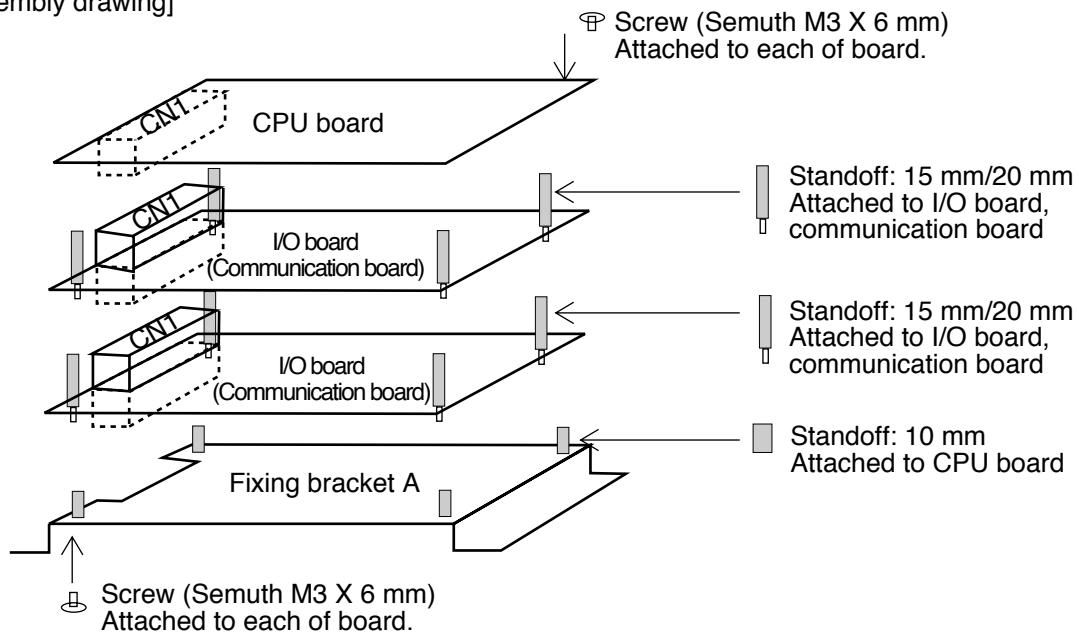 embly drawing]
Screw (Semuth M3 X 6 mm)
Attached to each of board.
CN1
CPU board
Standoff: 15 mm/20 mm
Attached to I/O board,
communication board
CN1
I/O board
(Communication board)
Standoff: 15 mm/20 mm
Attached to I/O board,
communication board
CN1
I/O board
(Communication board)
Standoff: 10 mm
Attached to CPU board
Fixing bracket A
Screw (Semuth M3 X 6 mm)
Attached to each of board.